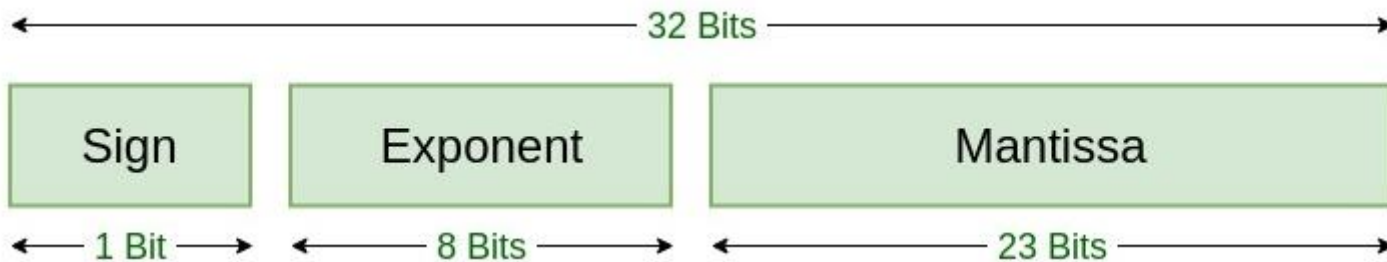 32 Bits
Sign Exponent Mantissa
1 Bit 8 Bits 23 Bits